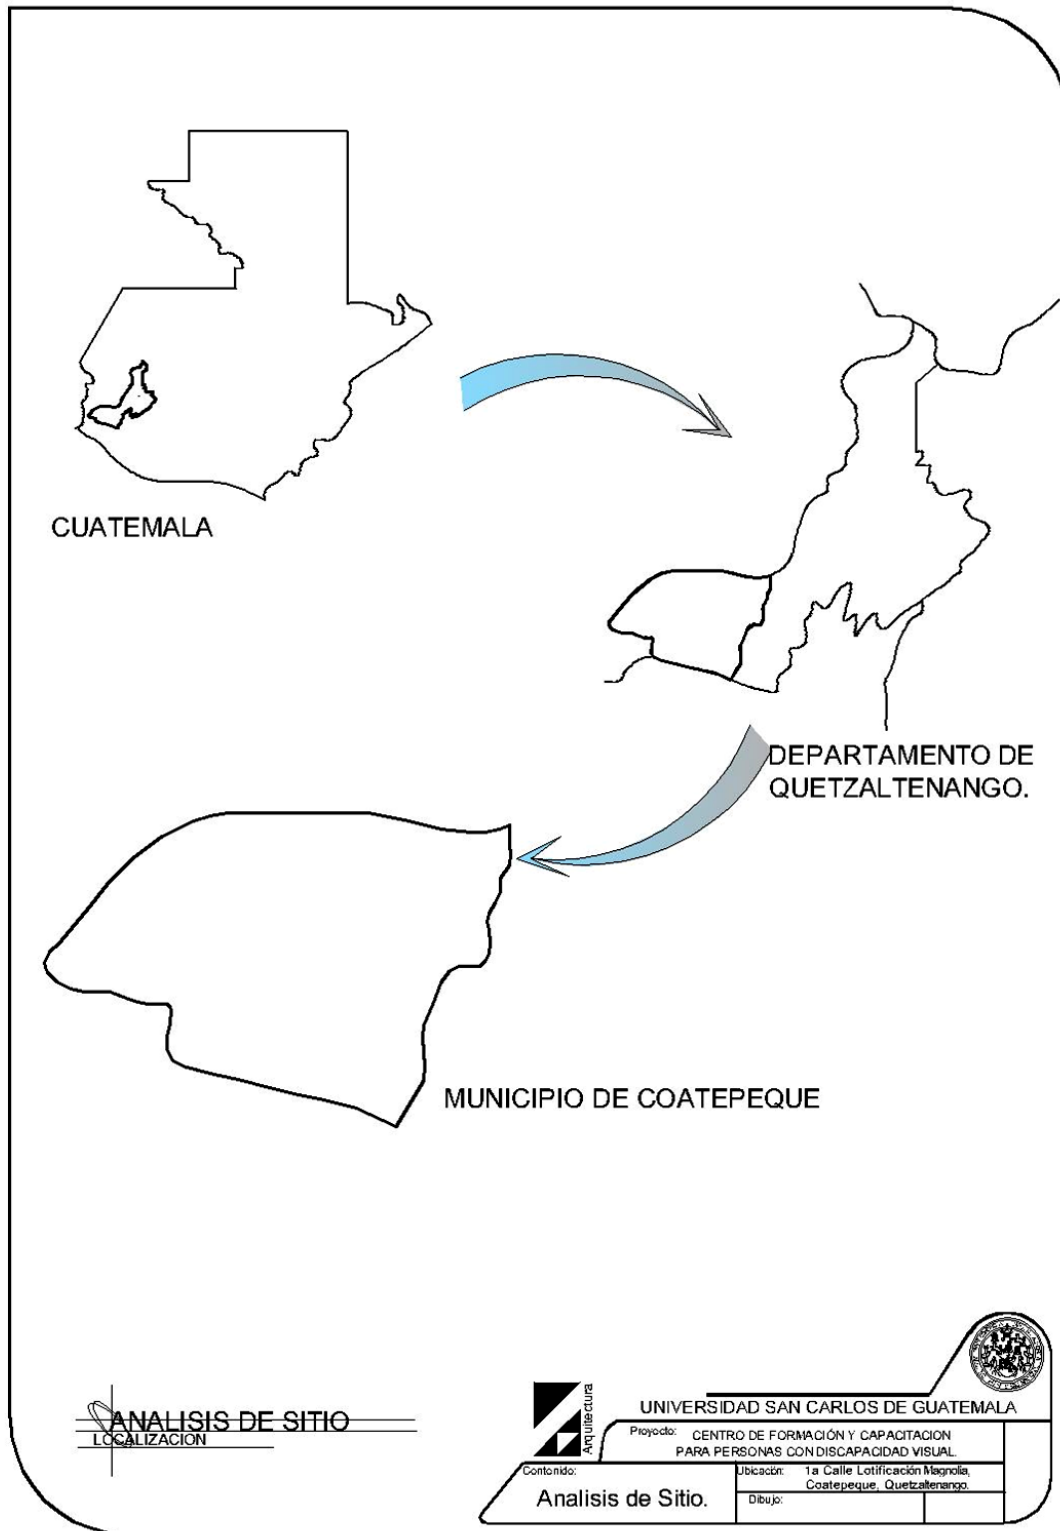 CUATEMALA
DEPARTAMENTO DE
QUETZALTENANGO.
MUNICIPIO DE COATEPEQUE
ANALISIS DE SITIO
LOCALIZACION
Arquitectura
UNIVERSIDAD SAN CARLOS DE GUATEMALA
Proyecto: CENTRO DE FORMACIÓN Y CAPACITACION
PARA PERSONAS CON DISCAPACIDAD VISUAL.
Contenido:
Analisis de Sitio.
Ubicación: 1a Calle Lotificación Magnolia,
Coatepeque, Quetzaltenango.
Dibujo: